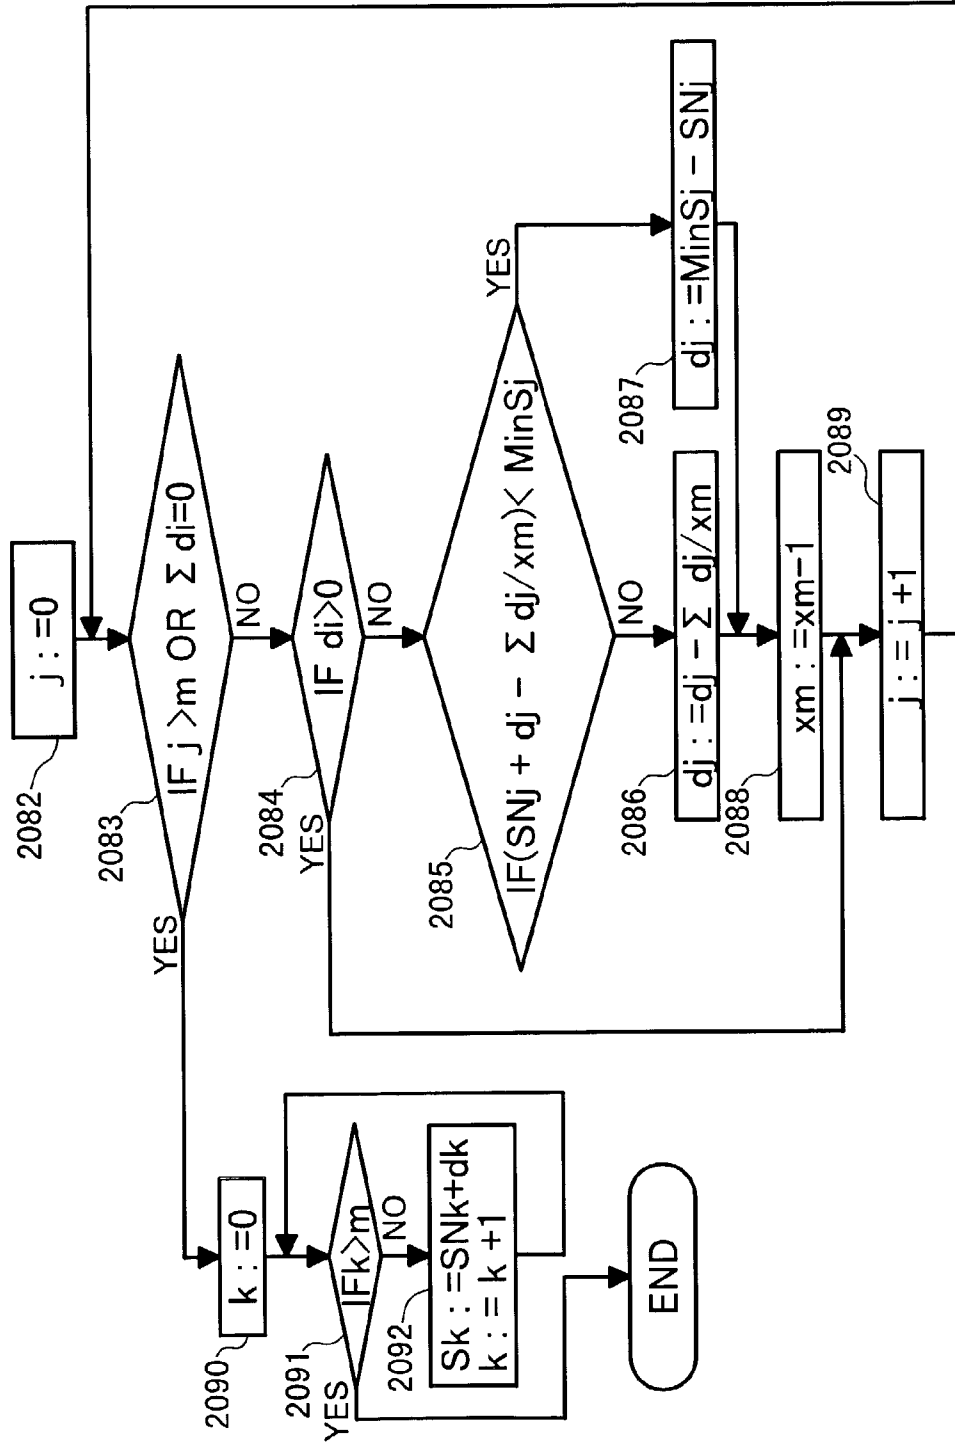 2082
j : =0
2083
IF j >m OR Σ di=0
YES
NO
2084
IF di>0
YES
NO
2085
IF(SNj + dj - Σ dj/xm)< MinSj
YES
NO
2086
dj : =dj - Σ dj/xm
2087
dj : =MinSj - SNj
2088
xm : =xm-1
2089
j : = j +1
2090
k : =0
2091
IFk>m
YES
NO
2092
Sk : =SNk+dk
k : = k +1
END